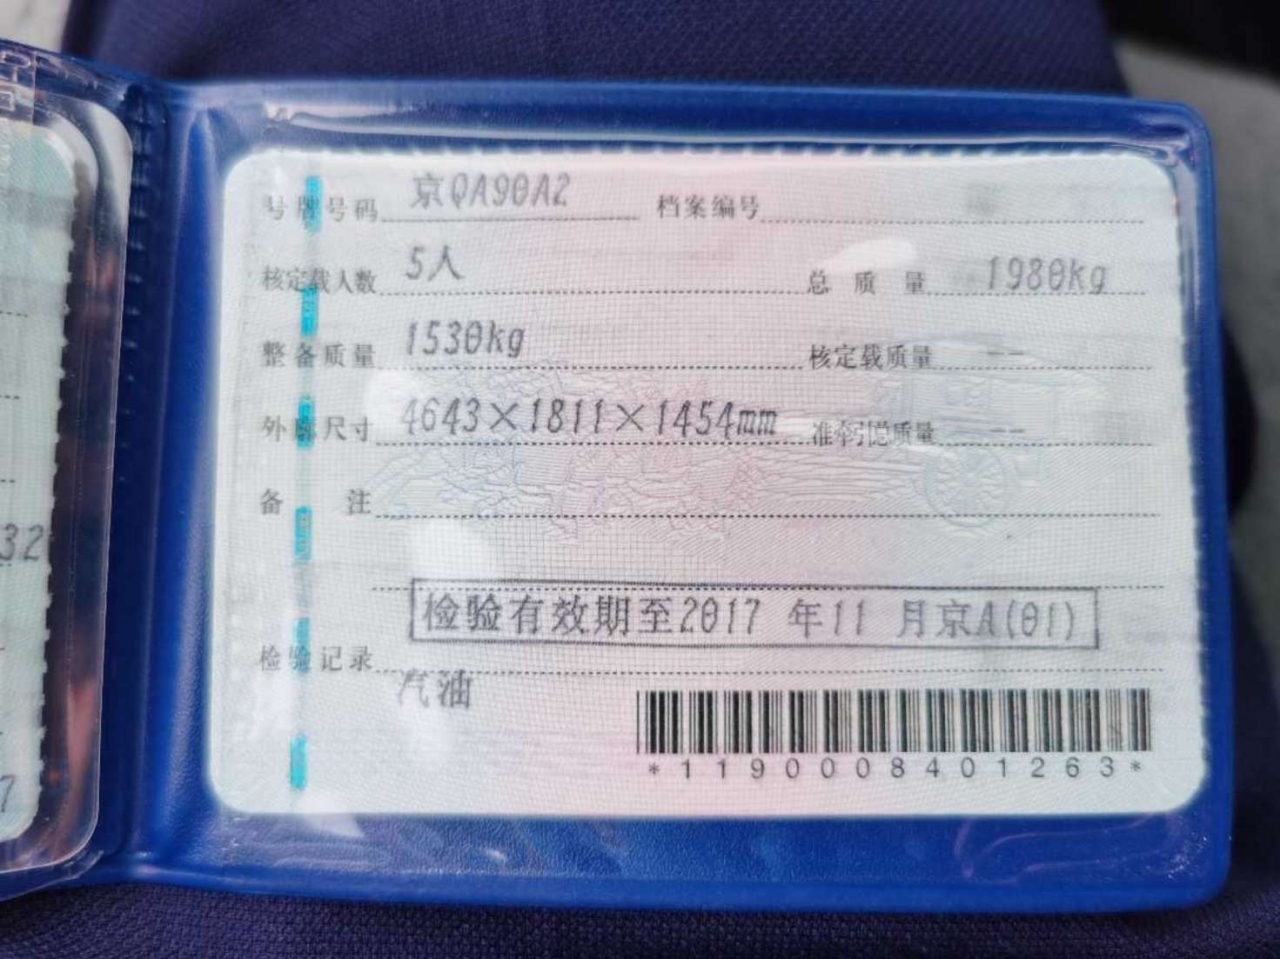 号牌号码 京QA90A2 档案编号
核定载人数 5人 总质量 1980kg
整备质量 1530kg 核定载质量 --
外廓尺寸 4643×1811×1454mm 准牵引总质量 --
备注
检验有效期至2017 年11 月京A(01)
检验记录
汽油
*1190008401263*
32
7